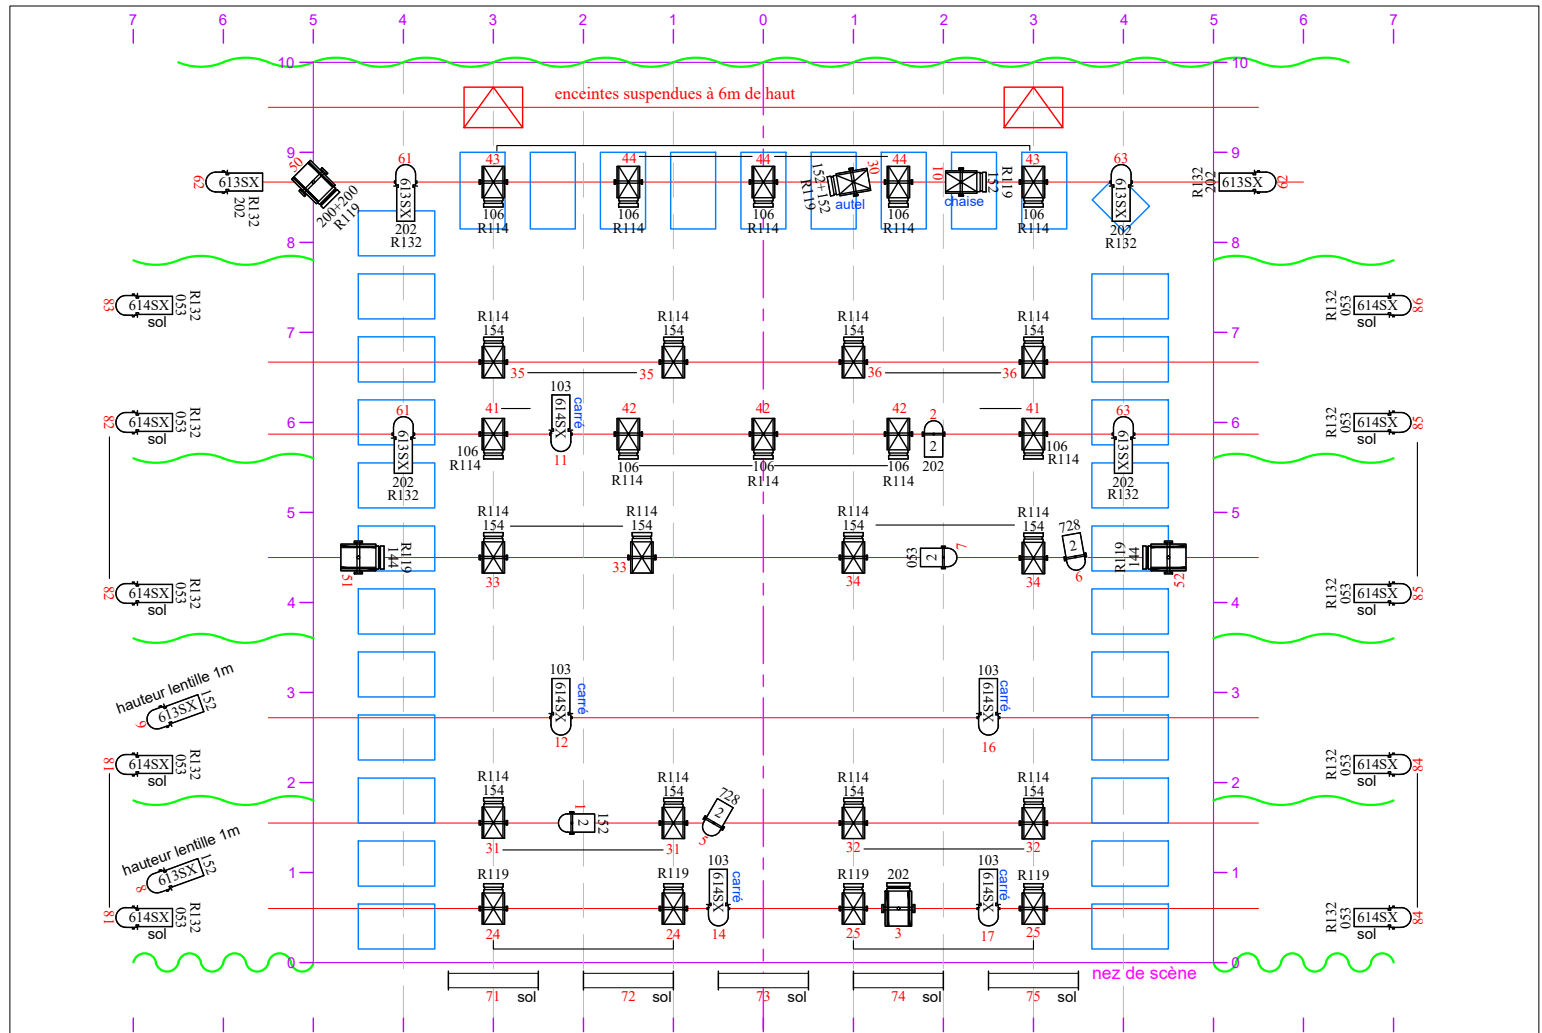 7 6 5 4 3 2 1 0 1 2 3 4 5 6 7
10 10
enceintes suspendues à 6m de haut
9 9
62 613SX R132 202
50 200+200 R119
61 613SX 202 R132
43 106 R114
44 106 R114
44 106 R114
30 152+152 R119 autel
44 106 R114
10 152 chaise
43 R119 106 R114
63 613SX 202 R132
R132 202 613SX 62
8 8
83 614SX R132 053 sol
R132 053 614SX 86 sol
7 7
R114 154 35
R114 154 35
R114 154 36
R114 154 36
6 6
82 614SX R132 053 sol
61 613SX 202 R132
41 106 R114
103 614SX carré 11
42 106 R114
42 106 R114
42 106 R114
2 2 202
41 106 R114
63 613SX 202 R132
R132 053 614SX 85 sol
5 5
51 R119 144
R114 154 33
R114 154 33
R114 154 34
053 2 7
R114 154 34
728 2 6
R119 144 52
4 4
82 614SX R132 053 sol
R132 053 614SX 85 sol
3 3
hauteur lentille 1m
9 613SX 152
103 614SX carré 12
103 614SX carré 16
81 614SX R132 053 sol
R132 053 614SX 84 sol
2 2
R114 154 31
1 2 152
R114 154 31
728 2 5
R114 154 32
R114 154 32
hauteur lentille 1m
8 613SX 152
1 1
81 614SX R132 053 sol
R119 24
R119 24
103 614SX carré 14
R119 25
202 3
103 614SX carré 17
R119 25
R132 053 614SX 84 sol
0 0
nez de scène
71 sol 72 sol 73 sol 74 sol 75 sol